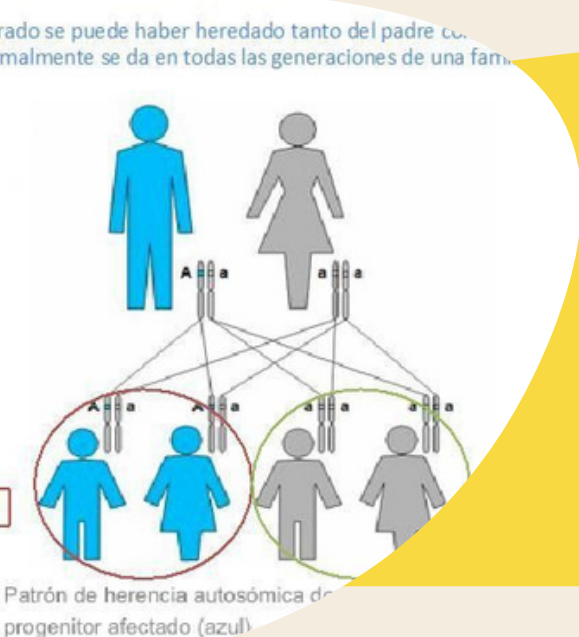 rado se puede haber heredado tanto del padre
malmente se da en todas las generaciones de una
A a
a a
A a
A a
a a
a a
Patrón de herencia autosómica
progenitor afectado (azul)